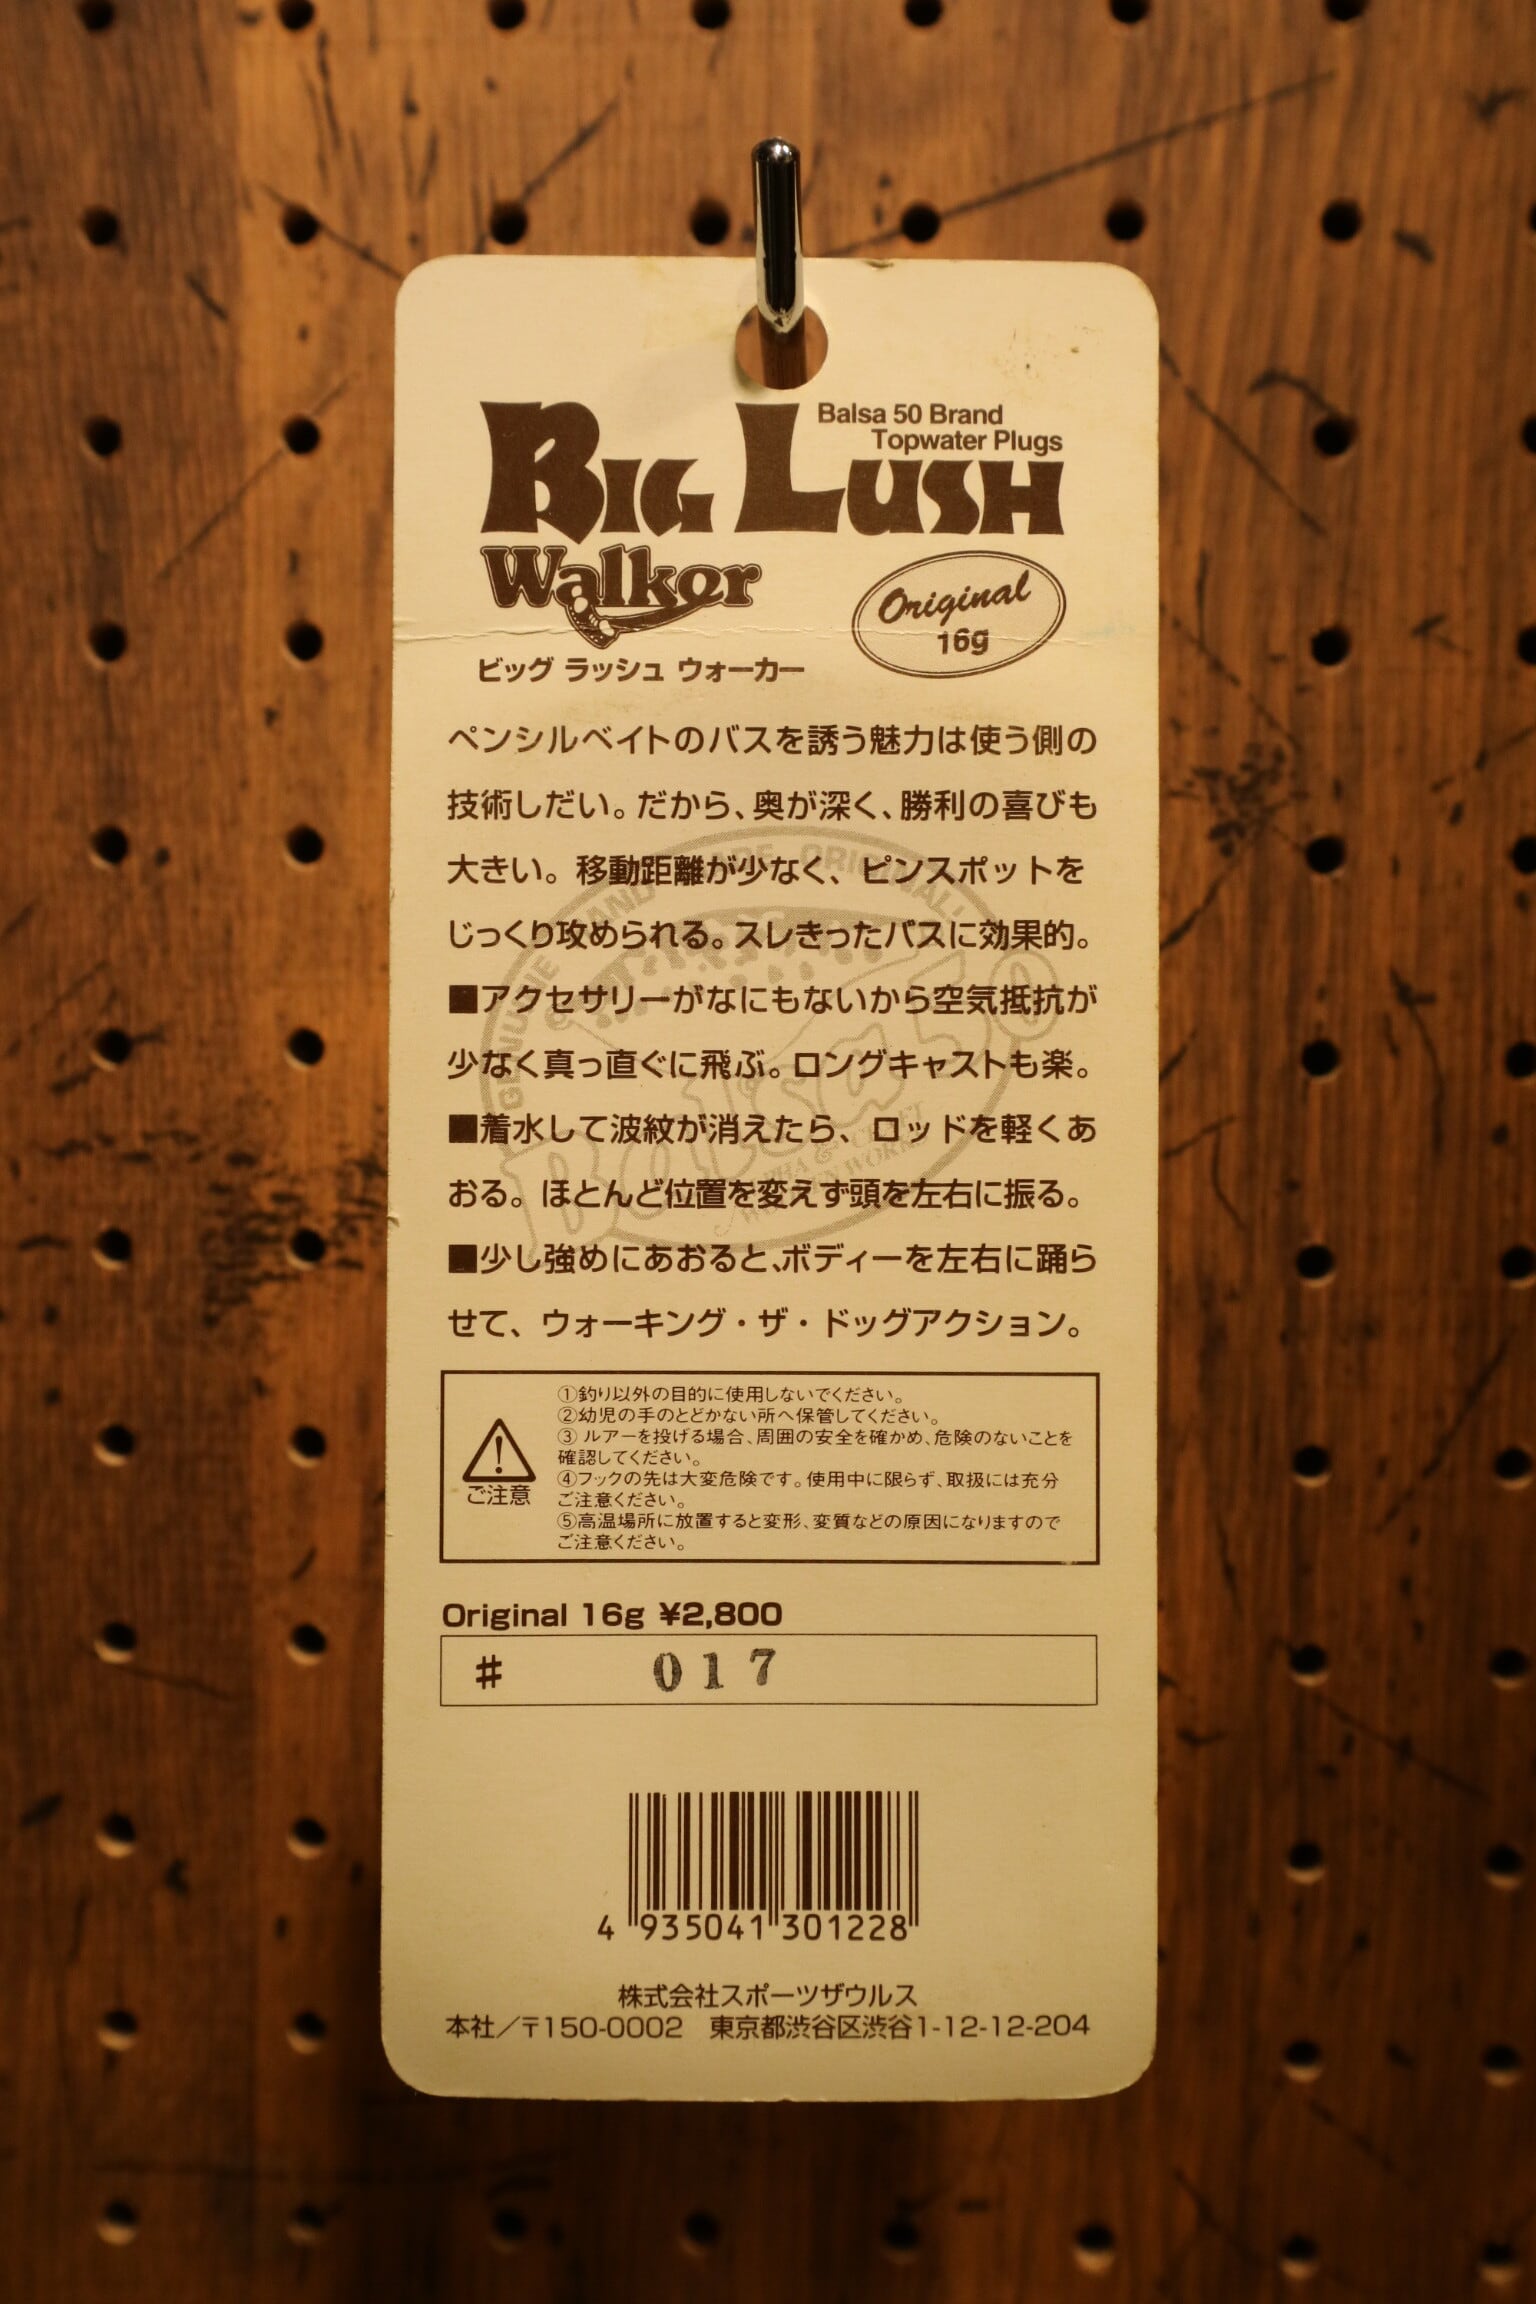 Balsa 50 Brand
Topwater Plugs
BIG LUSH
Walker
Original
16g
ビッグ ラッシュ ウォーカー
ペンシルベイトのバスを誘う魅力は使う側の
技術しだい。だから、奥が深く、勝利の喜びも
大きい。移動距離が少なく、ピンスポットを
じっくり攻められる。スレきったバスに効果的。
■アクセサリーがなにもないから空気抵抗が
少なく真っ直ぐに飛ぶ。ロングキャストも楽。
■着水して波紋が消えたら、ロッドを軽くあ
おる。ほとんど位置を変えず頭を左右に振る。
■少し強めにあおると、ボディーを左右に踊ら
せて、ウォーキング・ザ・ドッグアクション。
Balsa 50
ご注意
①釣り以外の目的に使用しないでください。
②幼児の手のとどかない所へ保管してください。
③ルアーを投げる場合、周囲の安全を確かめ、危険のないことを
確認してください。
④フックの先は大変危険です。使用中に限らず、取扱には充分
ご注意ください。
⑤高温場所に放置すると変形、変質などの原因になりますので
ご注意ください。
Original 16g ¥2,800
# 017
4 935041 301228
株式会社スポーツザウルス
本社／〒150-0002 東京都渋谷区渋谷1-12-12-204